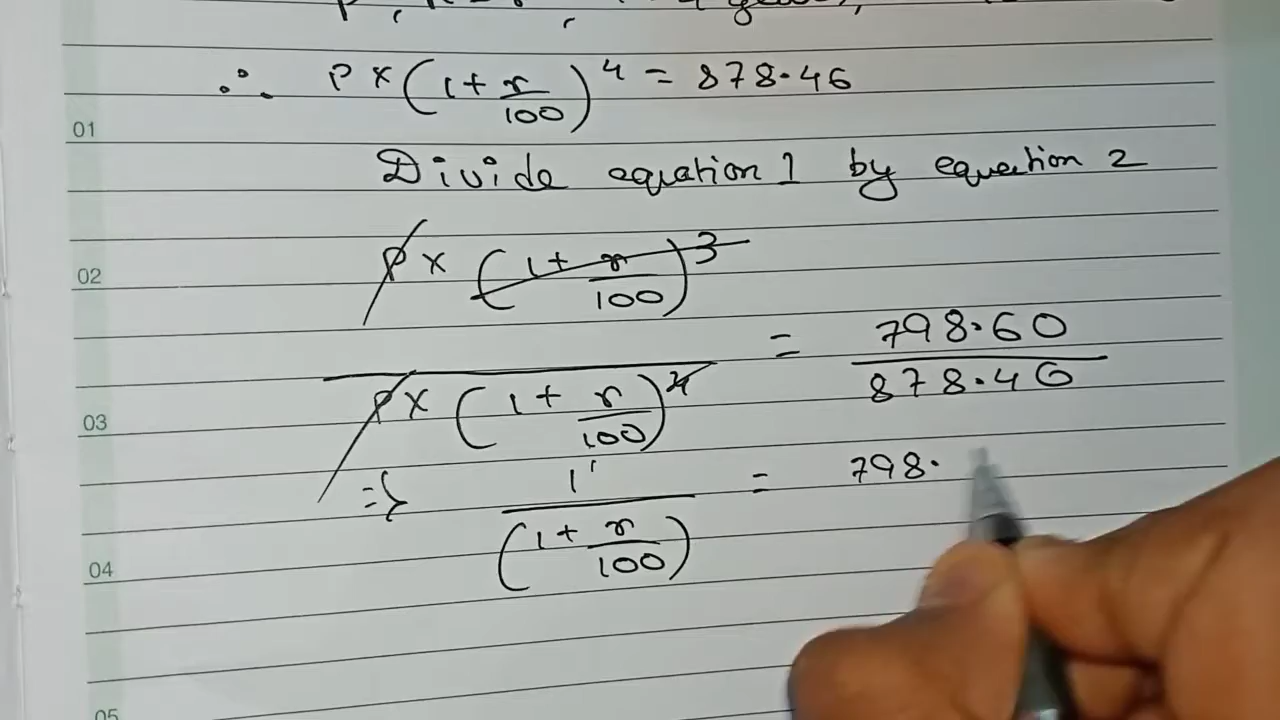 ∴ P × (1 + r/100)^4 = 878.46
01
Divide equation 1 by equation 2
P × (1 + r/100)^3
02
= 798.60/878.46
P × (1 + r/100)^4
03
=> 1/(1 + r/100) = 798.
04
05